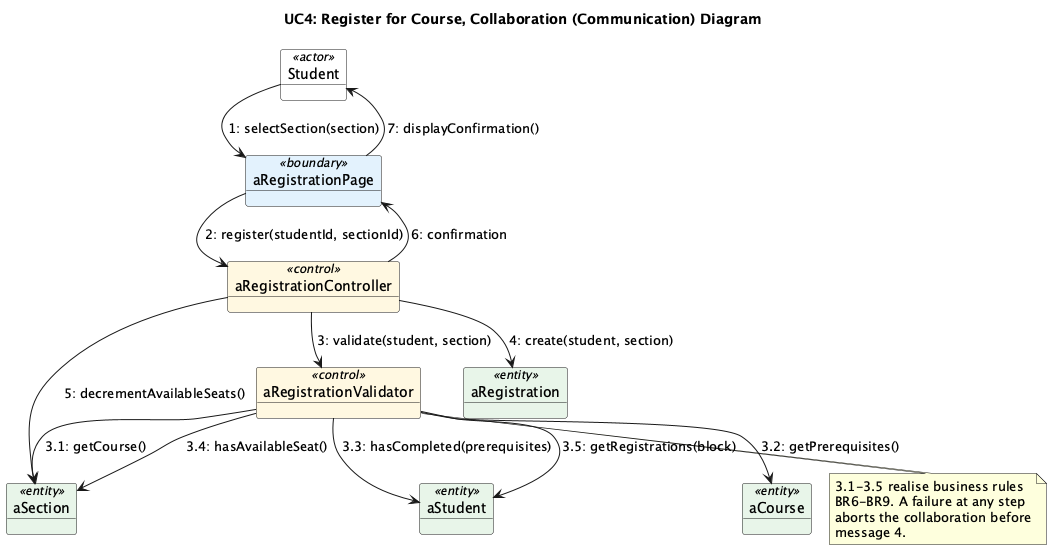 UC4: Register for Course, Collaboration (Communication) Diagram
«actor»
Student
1: selectSection(section)
7: displayConfirmation()
«boundary»
aRegistrationPage
2: register(studentId, sectionId)
6: confirmation
«control»
aRegistrationController
3: validate(student, section)
4: create(student, section)
5: decrementAvailableSeats()
«control»
aRegistrationValidator
«entity»
aRegistration
3.1: getCourse()
3.4: hasAvailableSeat()
3.3: hasCompleted(prerequisites)
3.5: getRegistrations(block)
3.2: getPrerequisites()
«entity»
aSection
«entity»
aStudent
«entity»
aCourse
3.1-3.5 realise business rules
BR6-BR9. A failure at any step
aborts the collaboration before
message 4.